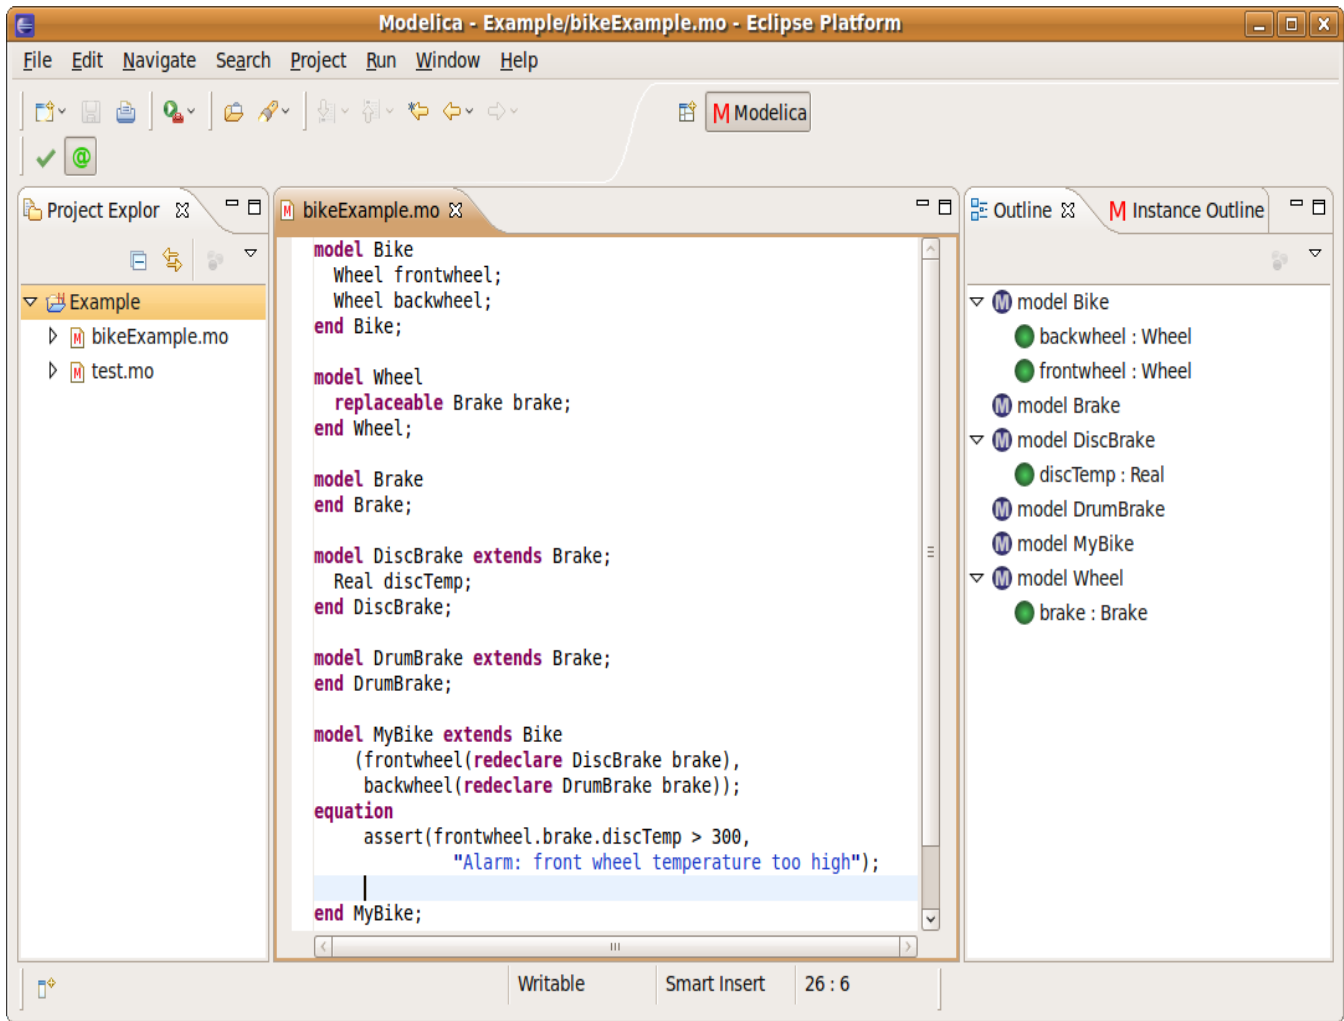 Modelica - Example/bikeExample.mo - Eclipse Platform
File Edit Navigate Search Project Run Window Help
M Modelica
@
Project Explor
Example
bikeExample.mo
test.mo
bikeExample.mo
model Bike
  Wheel frontwheel;
  Wheel backwheel;
end Bike;
model Wheel
  replaceable Brake brake;
end Wheel;
model Brake
end Brake;
model DiscBrake extends Brake;
  Real discTemp;
end DiscBrake;
model DrumBrake extends Brake;
end DrumBrake;
model MyBike extends Bike
    (frontwheel(redeclare DiscBrake brake),
     backwheel(redeclare DrumBrake brake));
equation
     assert(frontwheel.brake.discTemp > 300,
              "Alarm: front wheel temperature too high");
end MyBike;
Outline
M Instance Outline
M model Bike
backwheel : Wheel
frontwheel : Wheel
M model Brake
M model DiscBrake
discTemp : Real
M model DrumBrake
M model MyBike
M model Wheel
brake : Brake
Writable
Smart Insert
26 : 6